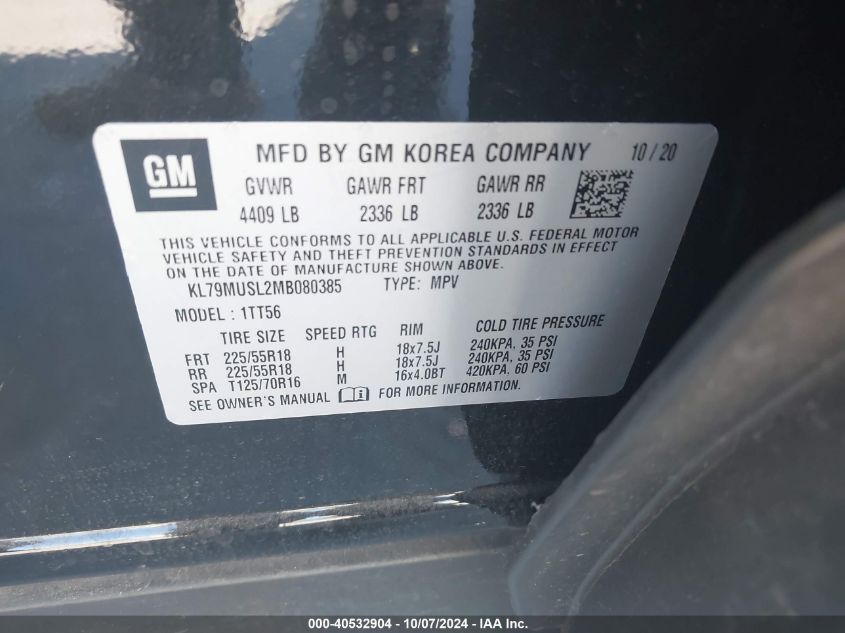 GM MFD BY GM KOREA COMPANY 10/20
GVWR GAWR FRT GAWR RR
4409 LB 2336 LB 2336 LB
THIS VEHICLE CONFORMS TO ALL APPLICABLE U.S. FEDERAL MOTOR
VEHICLE SAFETY AND THEFT PREVENTION STANDARDS IN EFFECT
ON THE DATE OF MANUFACTURE SHOWN ABOVE.
KL79MUSL2MB080385 TYPE: MPV
MODEL : 1TT56
TIRE SIZE SPEED RTG RIM COLD TIRE PRESSURE
FRT 225/55R18 H 18x7.5J 240KPA, 35 PSI
RR 225/55R18 H 18x7.5J 240KPA, 35 PSI
SPA T125/70R16 M 16x4.0BT 420KPA, 60 PSI
SEE OWNER'S MANUAL FOR MORE INFORMATION.
000-40532904 - 10/07/2024 - IAA Inc.